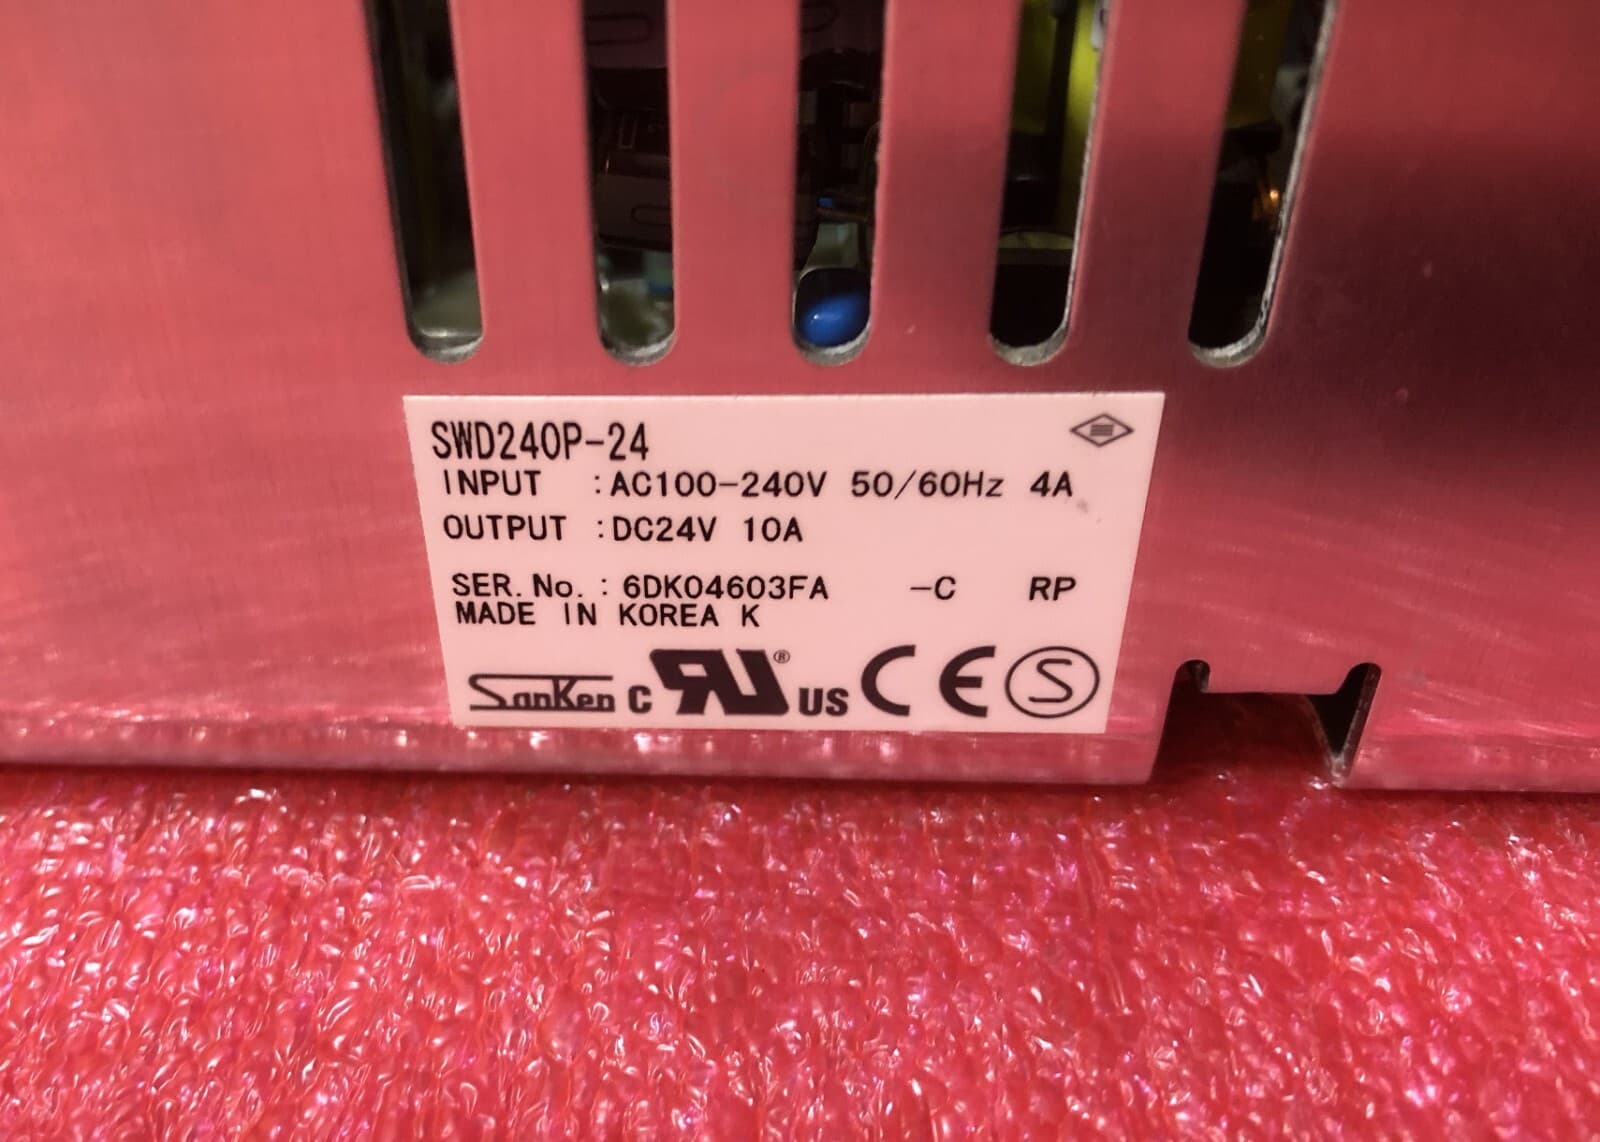 SWD240P-24
INPUT :AC100-240V 50/60Hz 4A
OUTPUT :DC24V 10A
SER. No. : 6DK04603FA -C RP
MADE IN KOREA K
SanKen C RU® US CE S